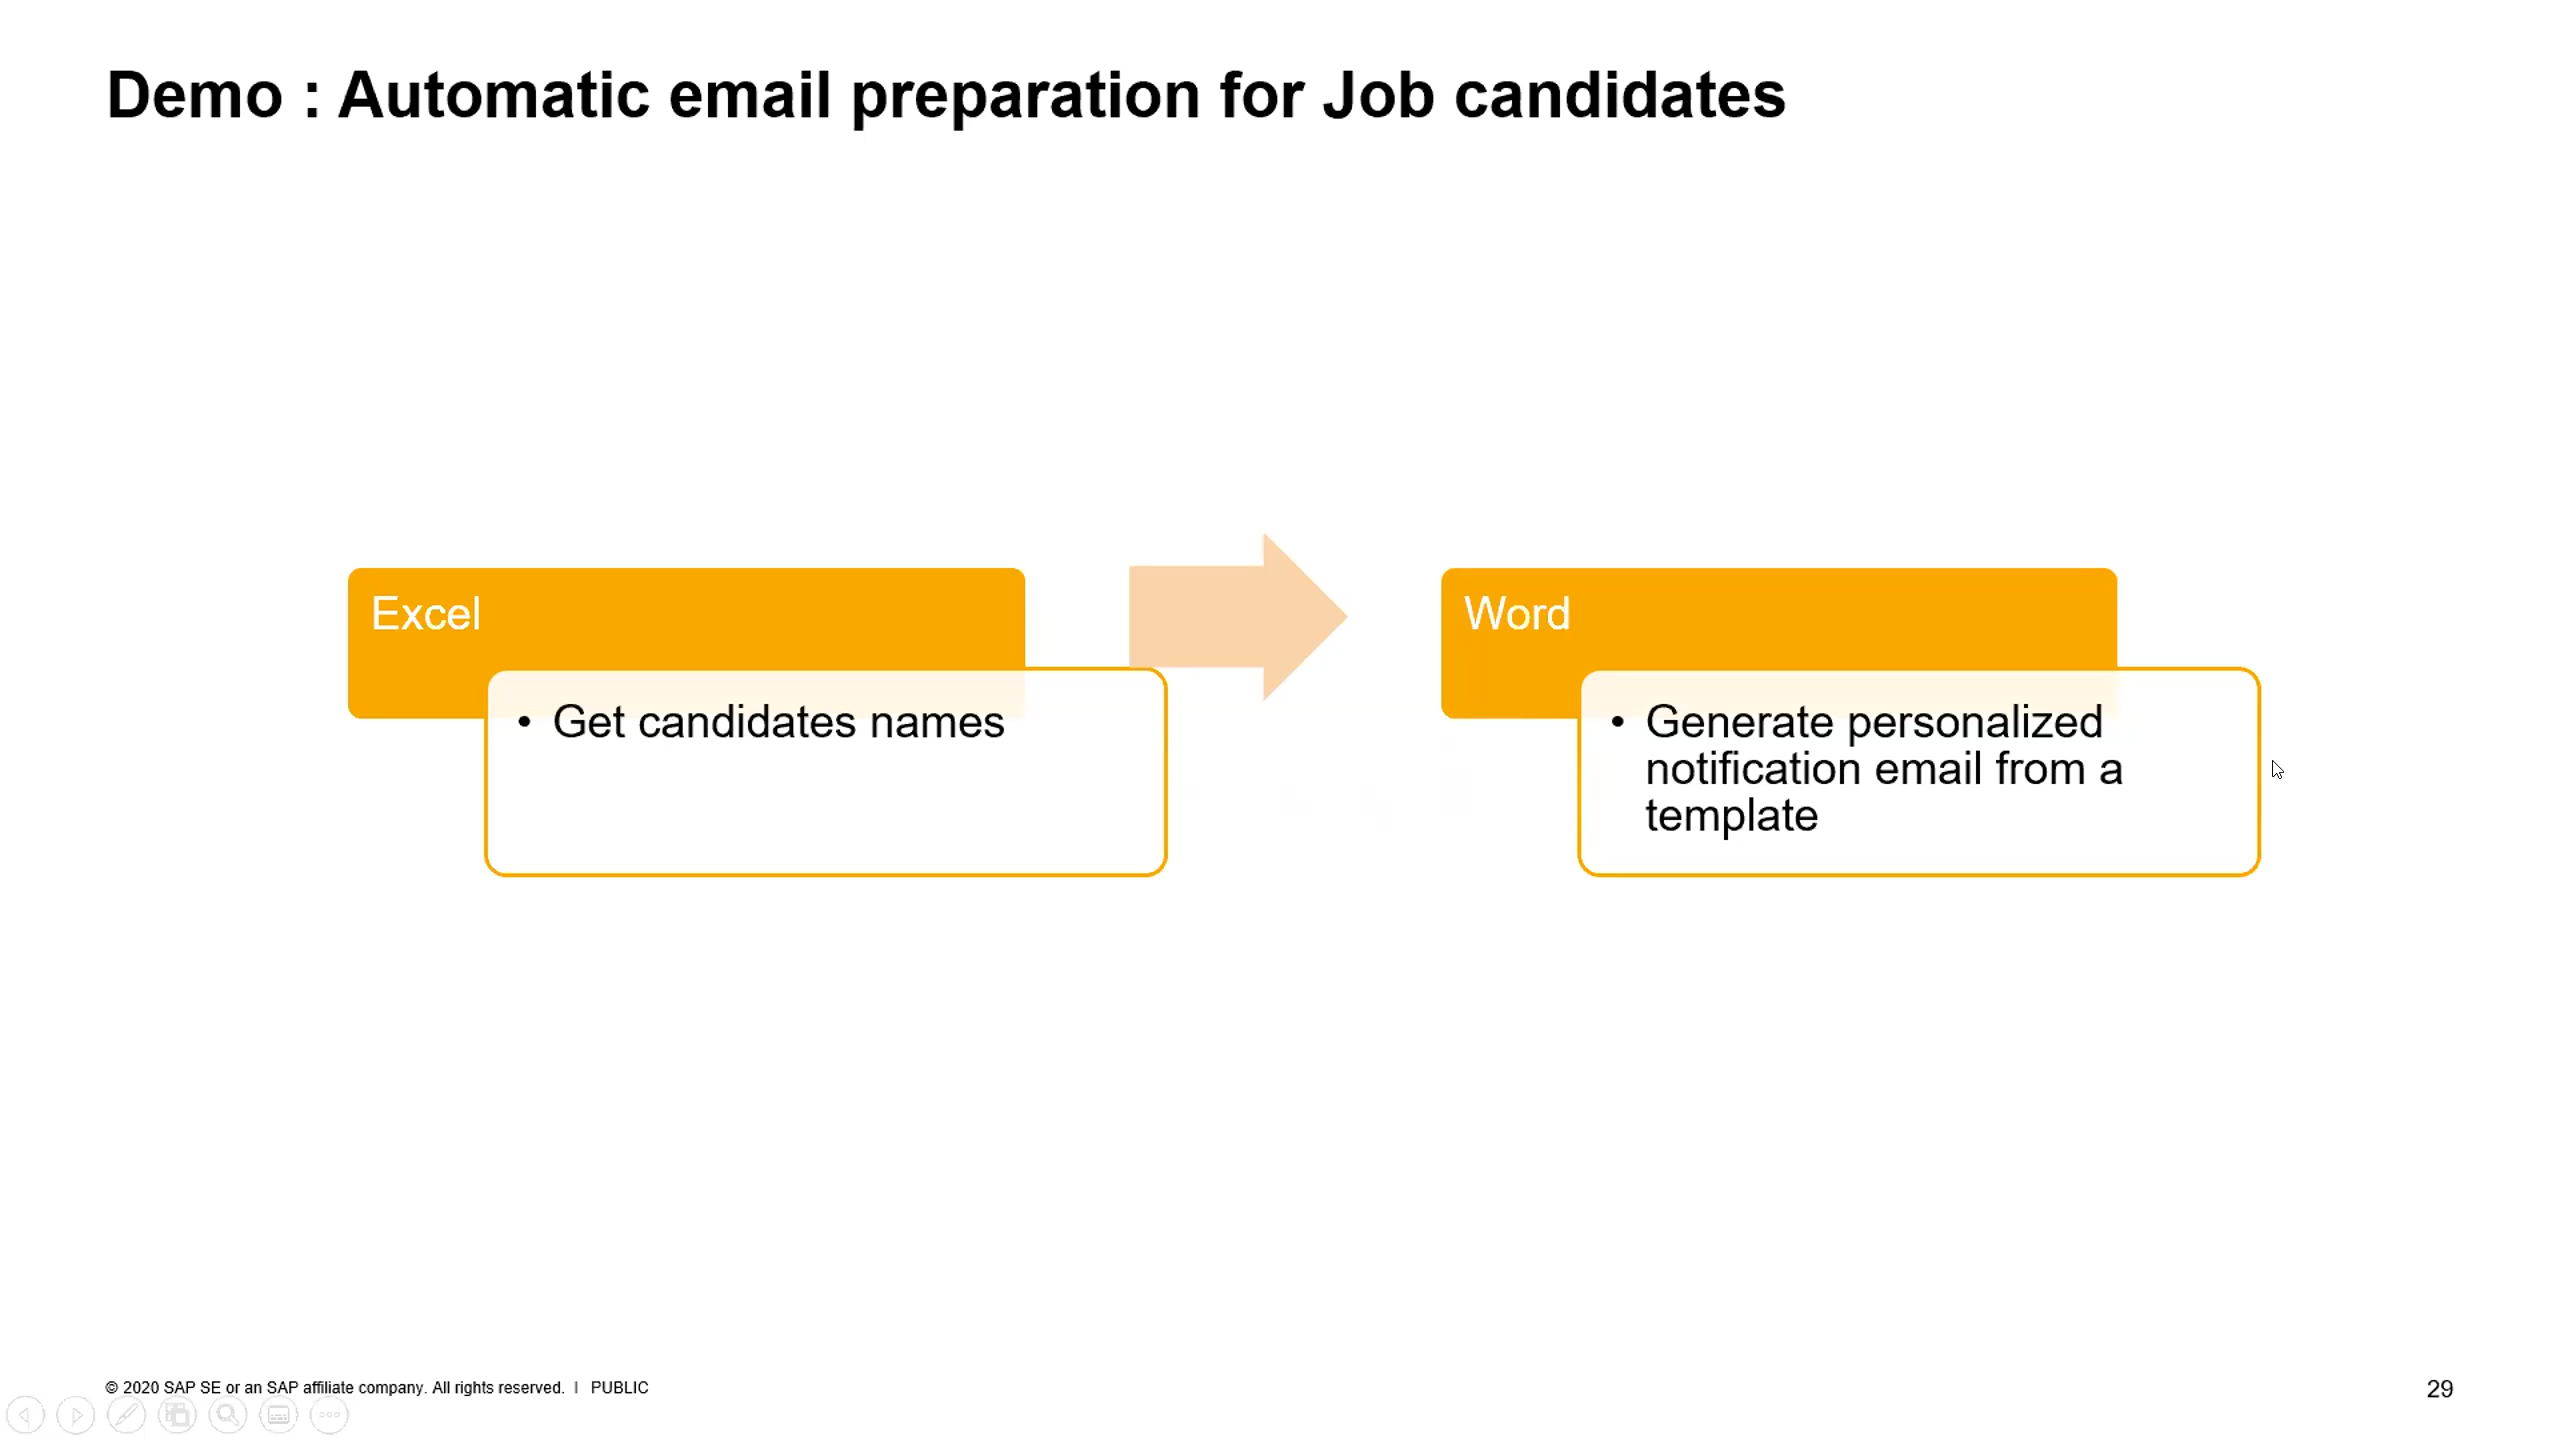 Demo : Automatic email preparation for Job candidates
Excel
• Get candidates names
Word
• Generate personalized
notification email from a
template
© 2020 SAP SE or an SAP affiliate company. All rights reserved. | PUBLIC
29